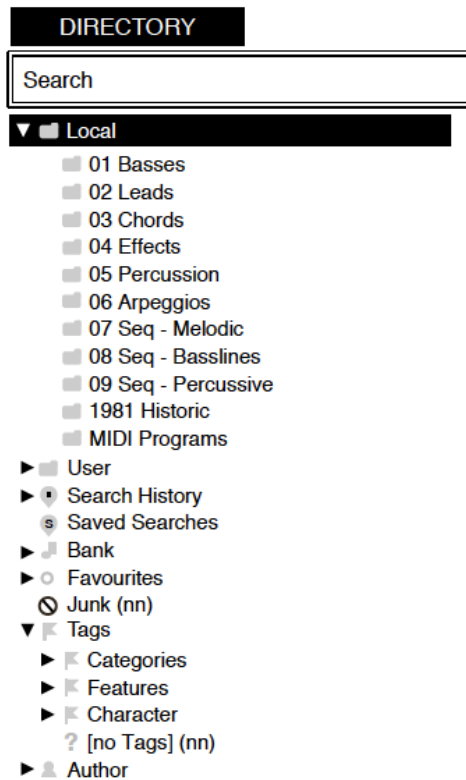 DIRECTORY
Search
Local
01 Basses
02 Leads
03 Chords
04 Effects
05 Percussion
06 Arpeggios
07 Seq - Melodic
08 Seq - Basslines
09 Seq - Percussive
1981 Historic
MIDI Programs
User
Search History
S Saved Searches
Bank
Favourites
Junk (nn)
Tags
Categories
Features
Character
? [no Tags] (nn)
Author